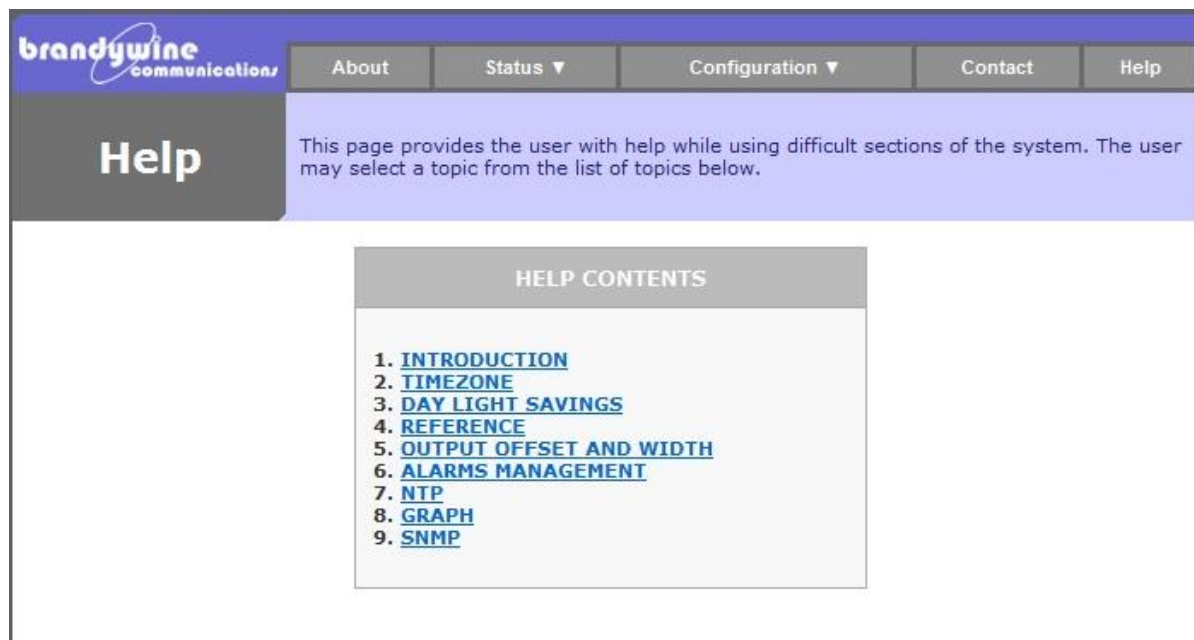 brandywine
communications
About Status ▼ Configuration ▼ Contact Help
Help
This page provides the user with help while using difficult sections of the system. The user
may select a topic from the list of topics below.
HELP CONTENTS
1. INTRODUCTION
2. TIMEZONE
3. DAY LIGHT SAVINGS
4. REFERENCE
5. OUTPUT OFFSET AND WIDTH
6. ALARMS MANAGEMENT
7. NTP
8. GRAPH
9. SNMP